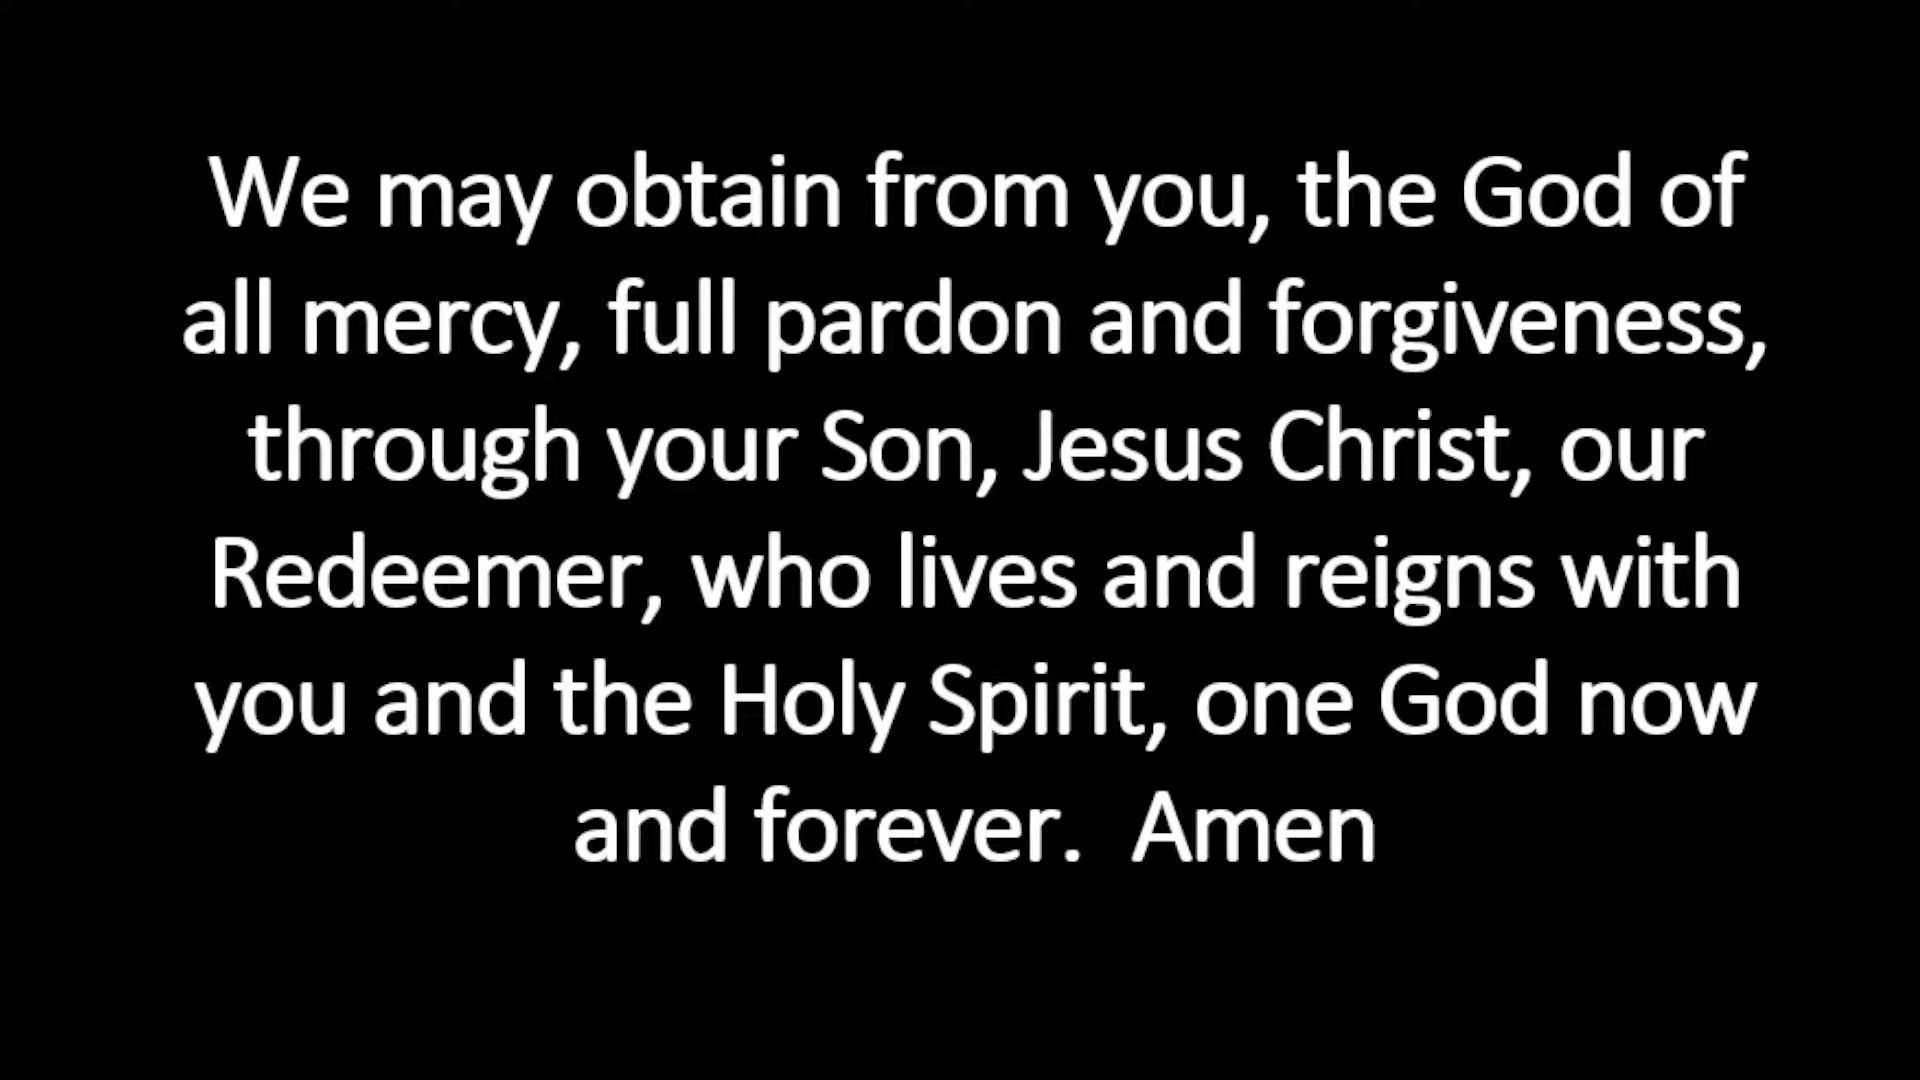 We may obtain from you, the God of
all mercy, full pardon and forgiveness,
through your Son, Jesus Christ, our
Redeemer, who lives and reigns with
you and the Holy Spirit, one God now
and forever.  Amen